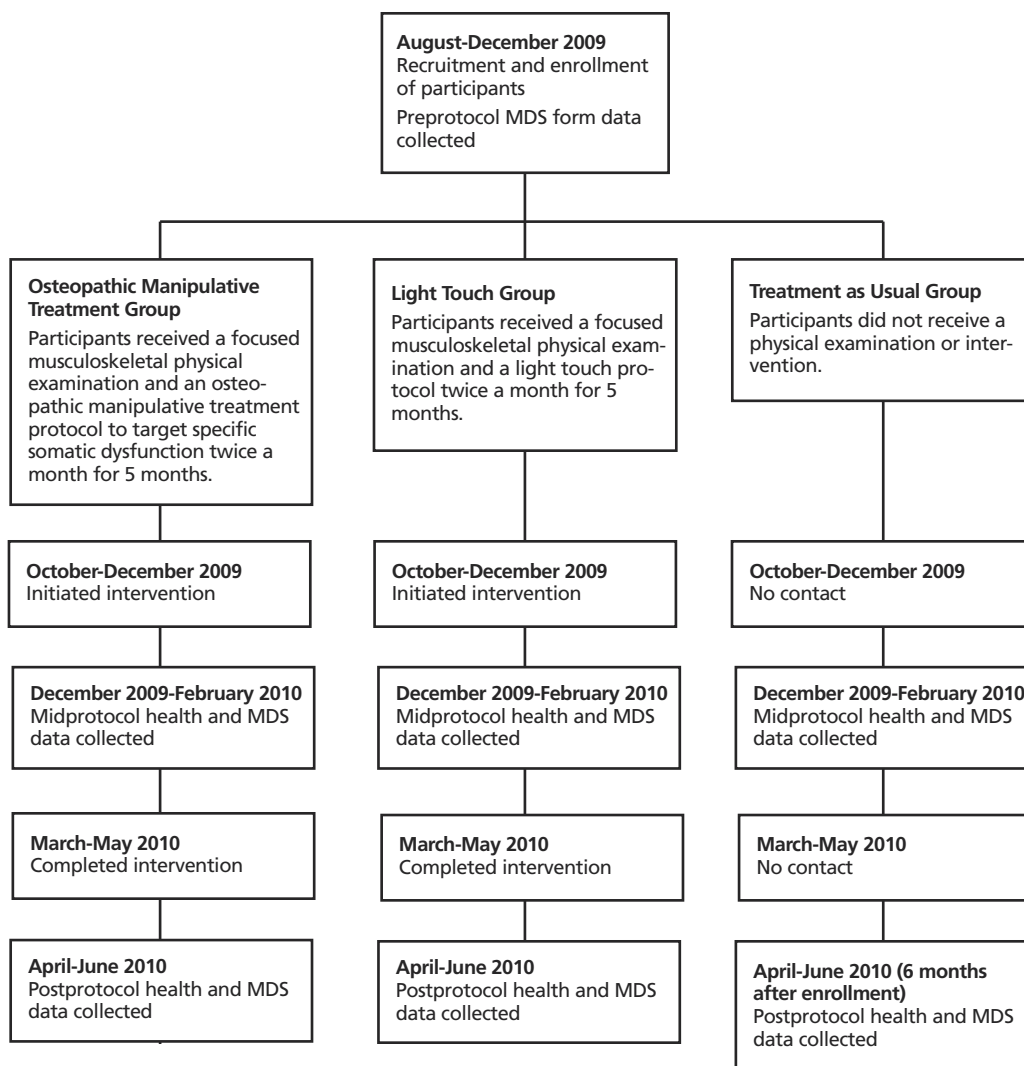 August-December 2009
Recruitment and enrollment
of participants
Preprotocol MDS form data
collected
Osteopathic Manipulative
Treatment Group
Participants received a focused
musculoskeletal physical
examination and an osteo-
pathic manipulative treatment
protocol to target specific
somatic dysfunction twice a
month for 5 months.
Light Touch Group
Participants received a focused
musculoskeletal physical exam-
ination and a light touch pro-
tocol twice a month for 5
months.
Treatment as Usual Group
Participants did not receive a
physical examination or inter-
vention.
October-December 2009
Initiated intervention
October-December 2009
Initiated intervention
October-December 2009
No contact
December 2009-February 2010
Midprotocol health and MDS
data collected
December 2009-February 2010
Midprotocol health and MDS
data collected
December 2009-February 2010
Midprotocol health and MDS
data collected
March-May 2010
Completed intervention
March-May 2010
Completed intervention
March-May 2010
No contact
April-June 2010
Postprotocol health and MDS
data collected
April-June 2010
Postprotocol health and MDS
data collected
April-June 2010 (6 months
after enrollment)
Postprotocol health and MDS
data collected